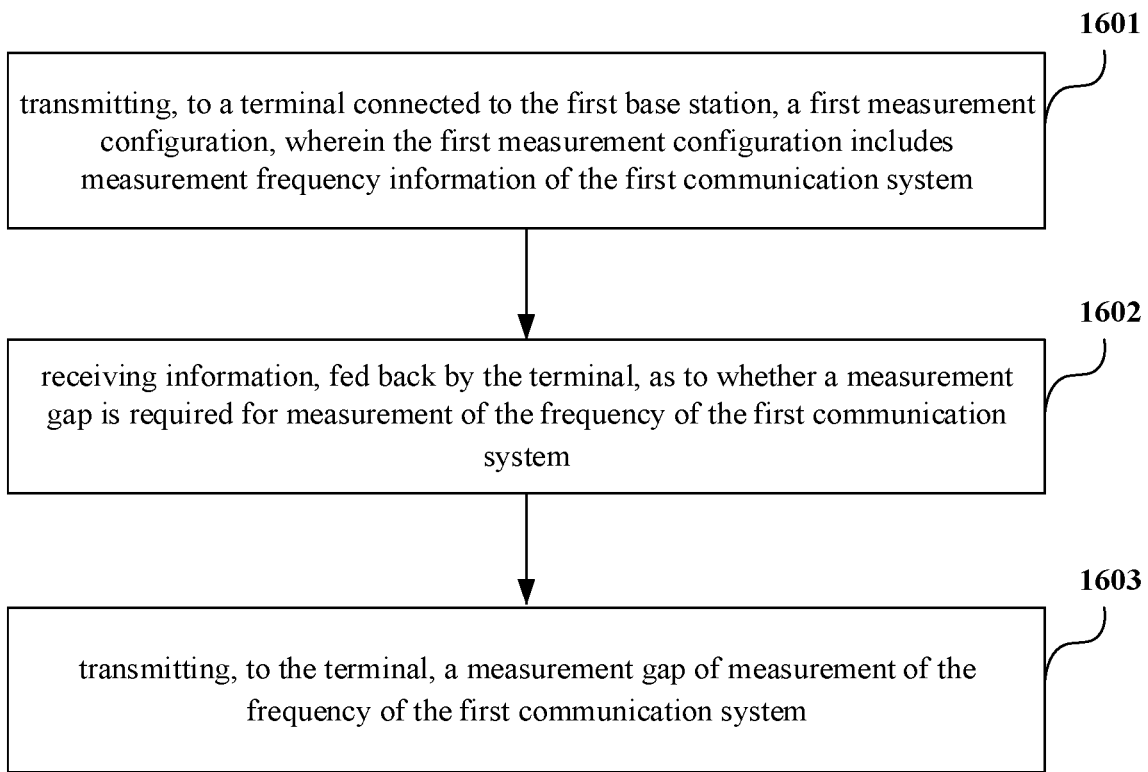 1601
transmitting, to a terminal connected to the first base station, a first measurement
configuration, wherein the first measurement configuration includes
measurement frequency information of the first communication system
1602
receiving information, fed back by the terminal, as to whether a measurement
gap is required for measurement of the frequency of the first communication
system
1603
transmitting, to the terminal, a measurement gap of measurement of the
frequency of the first communication system